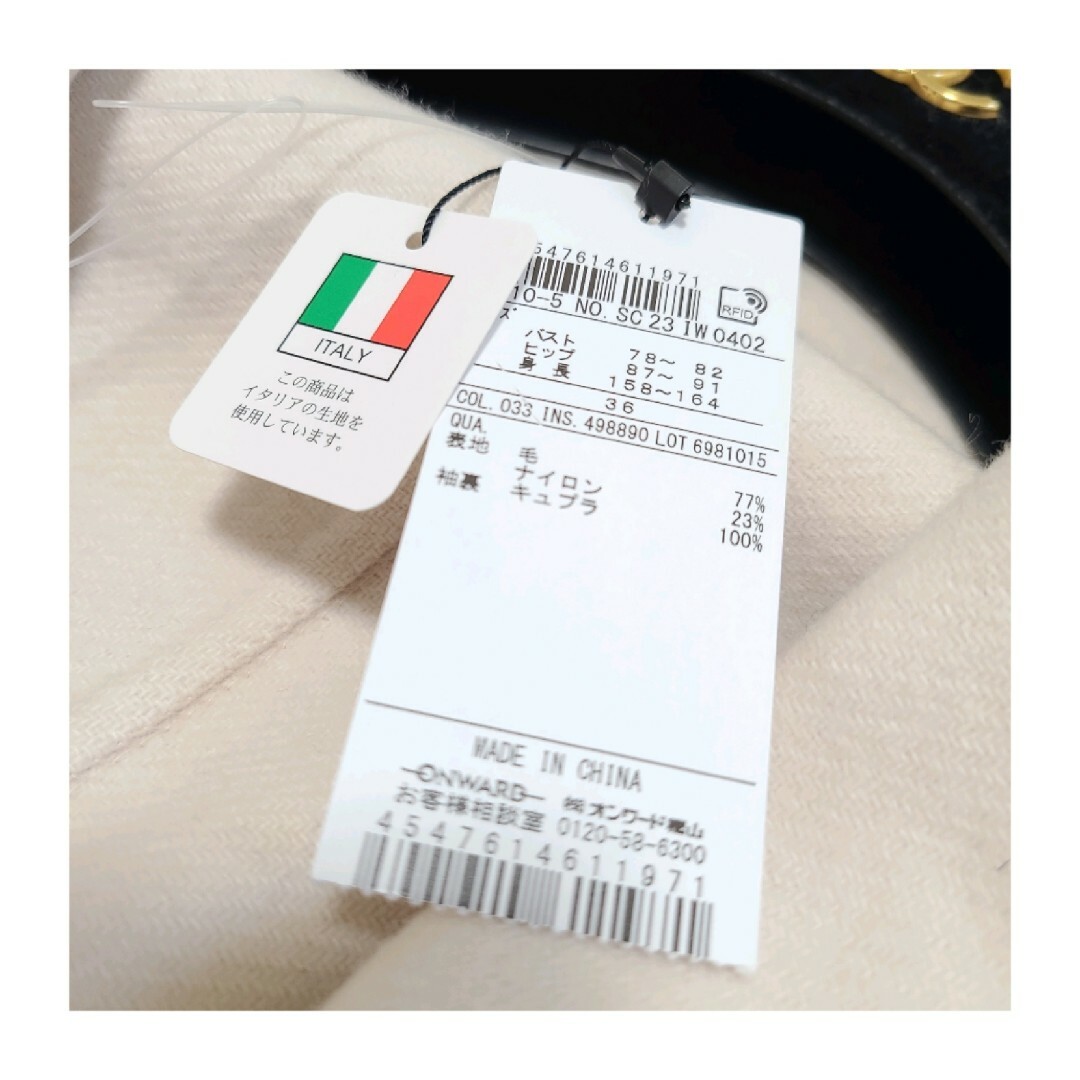 ITALY
この商品は
イタリアの生地を
使用しています。
547614611971
RFID
10-5 NO. SC 23 IW 0402
ズ
バスト 78～ 82
ヒップ 87～ 91
身長 158～164
36
COL. 033 INS. 498890 LOT 6981015
QUA.
表地 毛 77%
ナイロン 23%
袖裏 キュプラ 100%
MADE IN CHINA
ONWARD ㈱オンワード樫山
お客様相談室 0120-58-6300
4547614611971